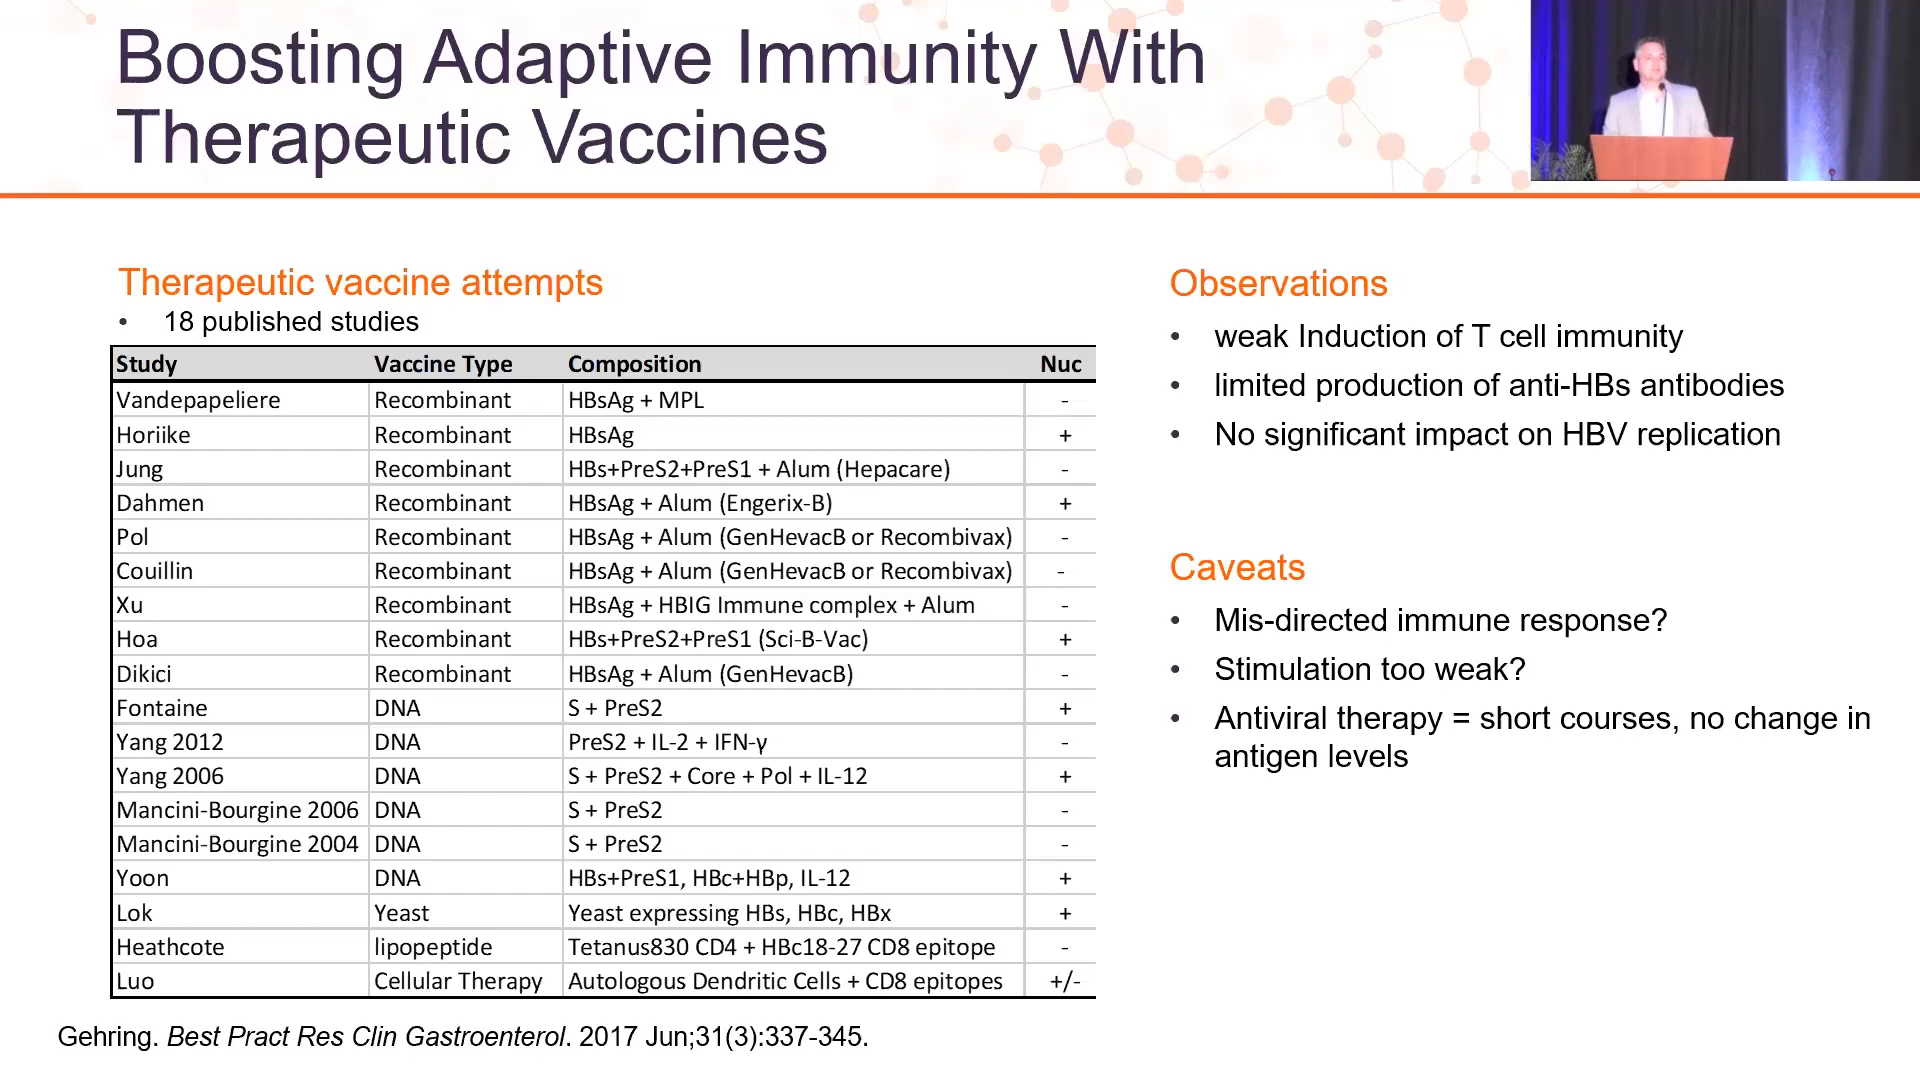 Boosting Adaptive Immunity With
Therapeutic Vaccines
Therapeutic vaccine attempts
• 18 published studies
Study Vaccine Type Composition Nuc
Vandepapeliere Recombinant HBsAg + MPL -
Horiike Recombinant HBsAg +
Jung Recombinant HBs+PreS2+PreS1 + Alum (Hepacare) -
Dahmen Recombinant HBsAg + Alum (Engerix-B) +
Pol Recombinant HBsAg + Alum (GenHevacB or Recombivax) -
Couillin Recombinant HBsAg + Alum (GenHevacB or Recombivax) -
Xu Recombinant HBsAg + HBIG Immune complex + Alum -
Hoa Recombinant HBs+PreS2+PreS1 (Sci-B-Vac) +
Dikici Recombinant HBsAg + Alum (GenHevacB) -
Fontaine DNA S + PreS2 +
Yang 2012 DNA PreS2 + IL-2 + IFN-γ -
Yang 2006 DNA S + PreS2 + Core + Pol + IL-12 +
Mancini-Bourgine 2006 DNA S + PreS2 -
Mancini-Bourgine 2004 DNA S + PreS2 -
Yoon DNA HBs+PreS1, HBc+HBp, IL-12 +
Lok Yeast Yeast expressing HBs, HBc, HBx +
Heathcote lipopeptide Tetanus830 CD4 + HBc18-27 CD8 epitope -
Luo Cellular Therapy Autologous Dendritic Cells + CD8 epitopes +/-
Gehring. Best Pract Res Clin Gastroenterol. 2017 Jun;31(3):337-345.
Observations
• weak Induction of T cell immunity
• limited production of anti-HBs antibodies
• No significant impact on HBV replication
Caveats
• Mis-directed immune response?
• Stimulation too weak?
• Antiviral therapy = short courses, no change in
antigen levels